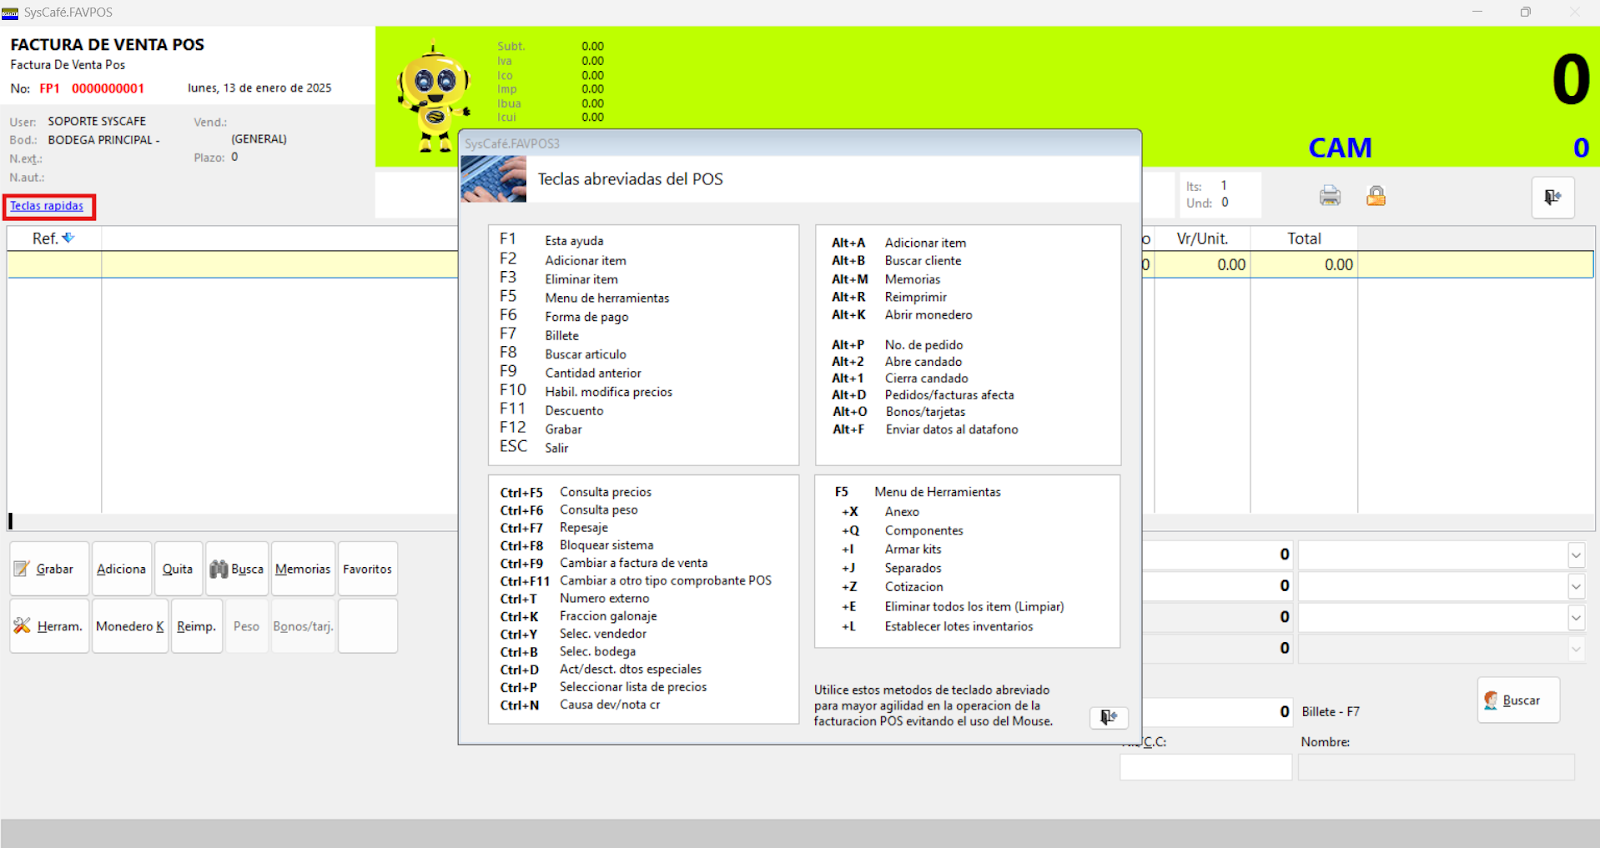 SysCafé.FAVPOS
FACTURA DE VENTA POS
Factura De Venta Pos
No: FP1 0000000001 lunes, 13 de enero de 2025
User: SOPORTE SYSCAFE Vend.:
Bod.: BODEGA PRINCIPAL - (GENERAL)
N.ext.: Plazo: 0
N.aut.:
Teclas rapidas
Subt. 0.00
Iva 0.00
Ico 0.00
Imp 0.00
Ibua 0.00
Icui 0.00
0
CAM 0
Its: 1
Und: 0
Ref. o Vr/Unit. Total
0 0.00 0.00
SysCafé.FAVPOS3
Teclas abreviadas del POS
F1 Esta ayuda
F2 Adicionar item
F3 Eliminar item
F5 Menu de herramientas
F6 Forma de pago
F7 Billete
F8 Buscar articulo
F9 Cantidad anterior
F10 Habil. modifica precios
F11 Descuento
F12 Grabar
ESC Salir
Alt+A Adicionar item
Alt+B Buscar cliente
Alt+M Memorias
Alt+R Reimprimir
Alt+K Abrir monedero
Alt+P No. de pedido
Alt+2 Abre candado
Alt+1 Cierra candado
Alt+D Pedidos/facturas afecta
Alt+O Bonos/tarjetas
Alt+F Enviar datos al datafono
Ctrl+F5 Consulta precios
Ctrl+F6 Consulta peso
Ctrl+F7 Repesaje
Ctrl+F8 Bloquear sistema
Ctrl+F9 Cambiar a factura de venta
Ctrl+F11 Cambiar a otro tipo comprobante POS
Ctrl+T Numero externo
Ctrl+K Fraccion galonaje
Ctrl+Y Selec. vendedor
Ctrl+B Selec. bodega
Ctrl+D Act/desct. dtos especiales
Ctrl+P Seleccionar lista de precios
Ctrl+N Causa dev/nota cr
F5 Menu de Herramientas
+X Anexo
+Q Componentes
+I Armar kits
+J Separados
+Z Cotizacion
+E Eliminar todos los item (Limpiar)
+L Establecer lotes inventarios
Utilice estos metodos de teclado abreviado
para mayor agilidad en la operacion de la
facturacion POS evitando el uso del Mouse.
Grabar Adiciona Quita Busca Memorias Favoritos
Herram. Monedero K Reimp. Peso Bonos/tarj.
0
0
0
0
0 Billete - F7
Buscar
C.C: Nombre: